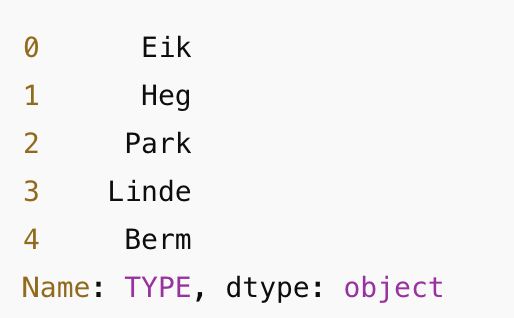 0      Eik
1      Heg
2     Park
3    Linde
4     Berm
Name: TYPE, dtype: object